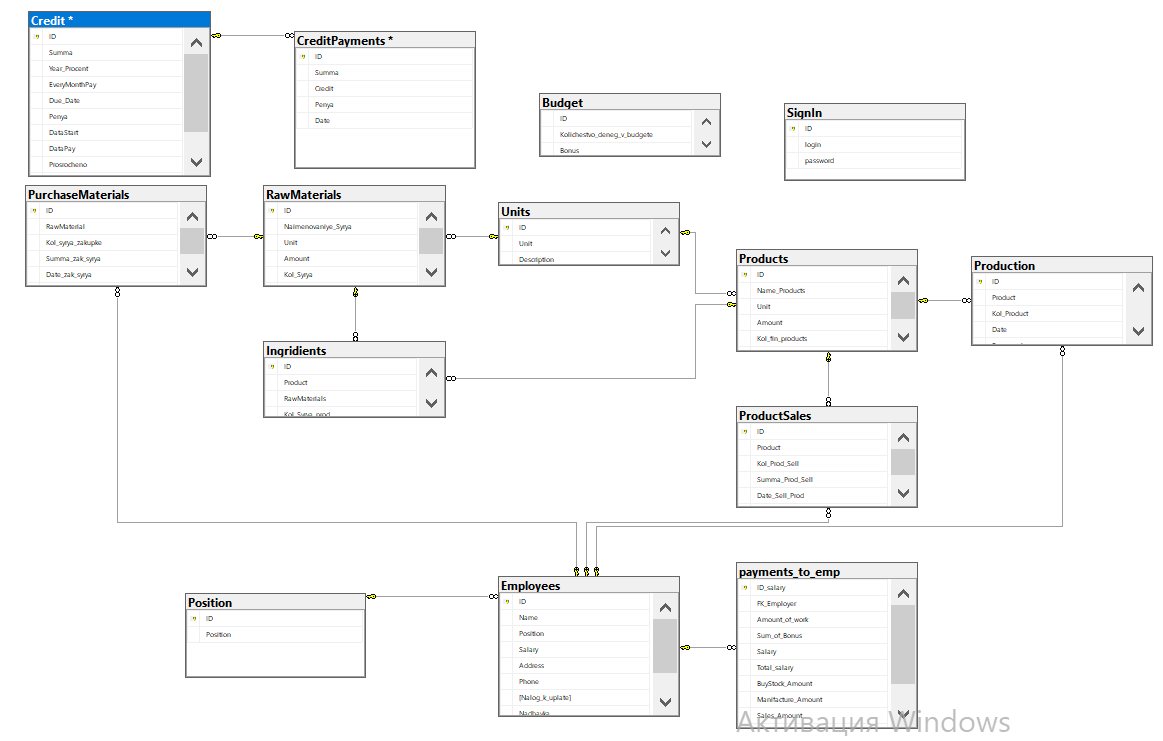 Credit *
ID
Summa
Year_Procent
EveryMonthPay
Due_Date
Penya
DataStart
DataPay
Prosrocheno
CreditPayments *
ID
Summa
Credit
Penya
Date
Budget
ID
Kolichestvo_deneg_v_budgete
Bonus
SignIn
ID
login
password
PurchaseMaterials
ID
RawMaterial
Kol_syrya_zakupke
Summa_zak_syrya
Date_zak_syrya
RawMaterials
ID
Naimenovaniye_Syrya
Unit
Amount
Kol_Syrya
Units
ID
Unit
Description
Products
ID
Name_Products
Unit
Amount
Kol_fin_products
Production
ID
Product
Kol_Product
Date
Ingridients
ID
Product
RawMaterials
Kol_Syrya_prod
ProductSales
ID
Product
Kol_Prod_Sell
Summa_Prod_Sell
Date_Sell_Prod
Position
ID
Position
Employees
ID
Name
Position
Salary
Address
Phone
[Nalog_k_uplate]
Nadbavka
payments_to_emp
ID_salary
FK_Employer
Amount_of_work
Sum_of_Bonus
Salary
Total_salary
BuyStock_Amount
Manifacture_Amount
Sales_Amount
Активация Windows